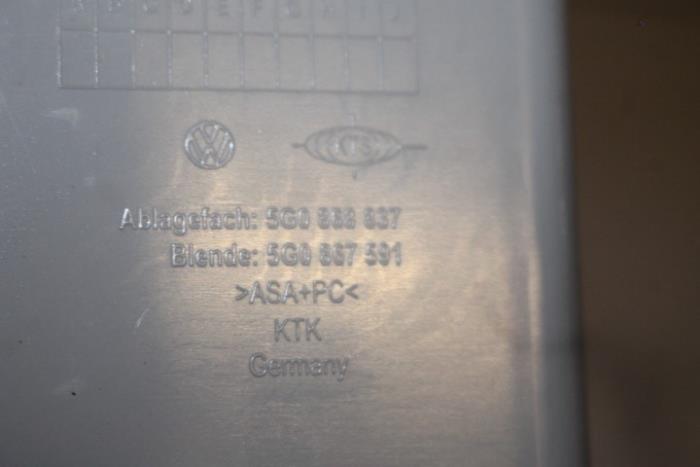 A B C D E F G H I J
Ablagefach: 5G0 868 637
Blende: 5G0 867 591
>ASA+PC<
KTK
Germany